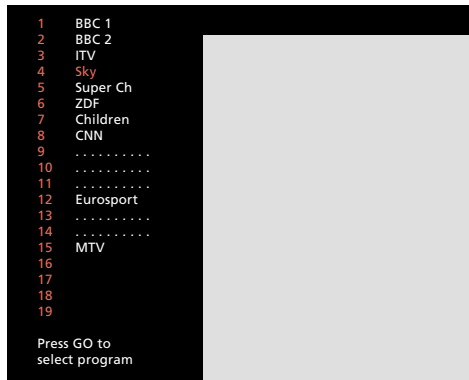 1 BBC 1
2 BBC 2
3 ITV
4 Sky
5 Super Ch
6 ZDF
7 Children
8 CNN
9 . . . . . . . . . .
10 . . . . . . . . . .
11 . . . . . . . . . .
12 Eurosport
13 . . . . . . . . . .
14 . . . . . . . . . .
15 MTV
16
17
18
19
Press GO to
select program